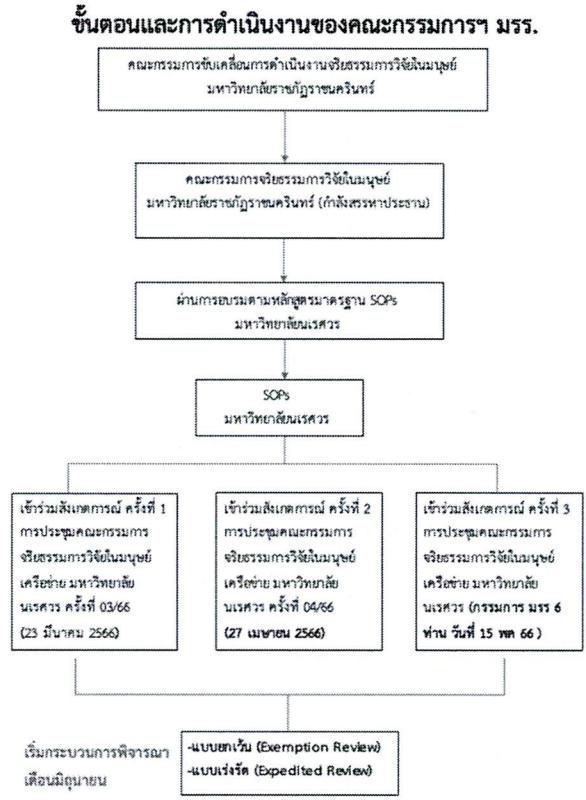 ขั้นตอนและการดำเนินงานของคณะกรรมการฯ มรร.
คณะกรรมการขับเคลื่อนการดำเนินงานจริยธรรมการวิจัยในมนุษย์
มหาวิทยาลัยราชภัฏราชนครินทร์
คณะกรรมการจริยธรรมการวิจัยในมนุษย์
มหาวิทยาลัยราชภัฏราชนครินทร์ (กำลังสรรหาประธาน)
ผ่านการอบรมตามหลักสูตรมาตรฐาน SOPs
มหาวิทยาลัยนเรศวร
SOPs
มหาวิทยาลัยนเรศวร
เข้าร่วมสังเกตการณ์ ครั้งที่ 1
การประชุมคณะกรรมการ
จริยธรรมการวิจัยในมนุษย์
เครือข่าย มหาวิทยาลัย
นเรศวร ครั้งที่ 03/66
(23 มีนาคม 2566)
เข้าร่วมสังเกตการณ์ ครั้งที่ 2
การประชุมคณะกรรมการ
จริยธรรมการวิจัยในมนุษย์
เครือข่าย มหาวิทยาลัย
นเรศวร ครั้งที่ 04/66
(27 เมษายน 2566)
เข้าร่วมสังเกตการณ์ ครั้งที่ 3
การประชุมคณะกรรมการ
จริยธรรมการวิจัยในมนุษย์
เครือข่าย มหาวิทยาลัย
นเรศวร (กรรมการ มรร 6
ท่าน วันที่ 15 พค 66 )
เริ่มกระบวนการพิจารณา
เดือนมิถุนายน
-แบบยกเว้น (Exemption Review)
-แบบเร่งรัด (Expedited Review)